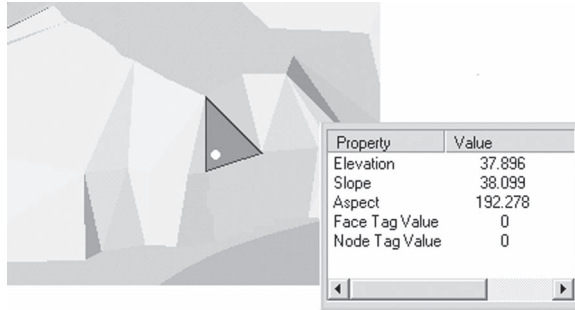 Property Value
Elevation 37.896
Slope 38.099
Aspect 192.278
Face Tag Value 0
Node Tag Value 0